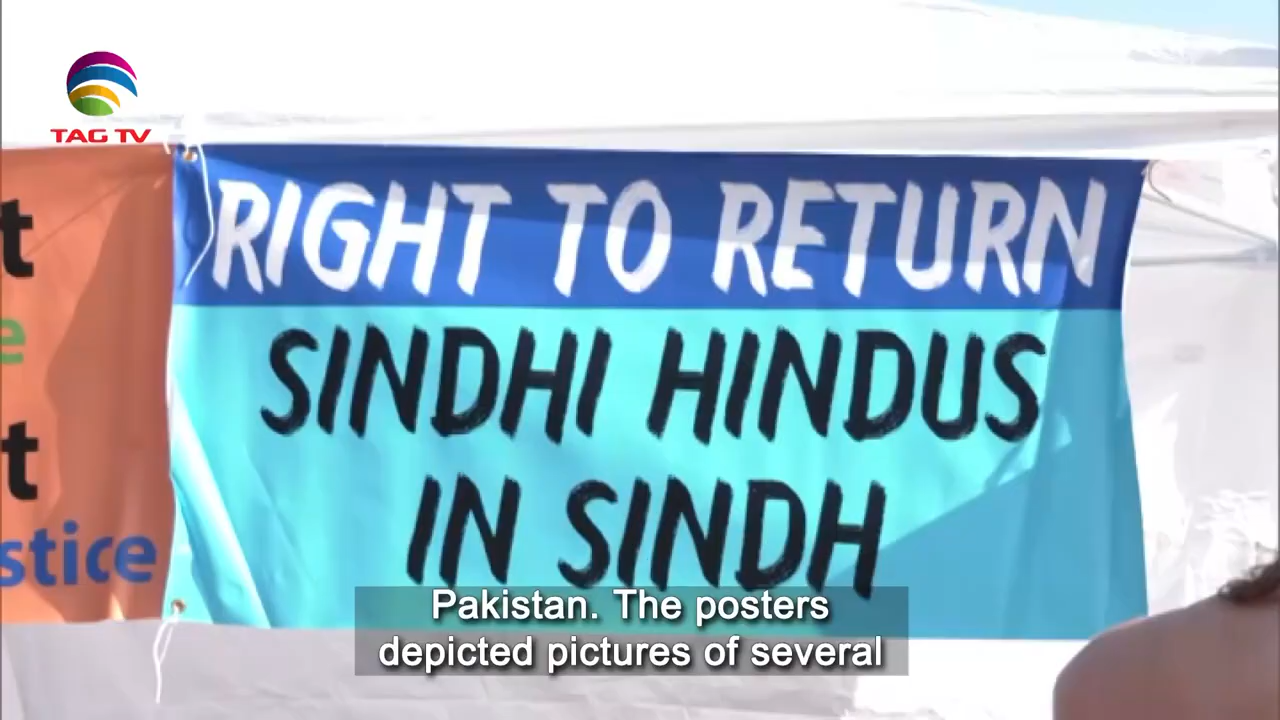 TAG TV
t
e
t
stice
RIGHT TO RETURN
SINDHI HINDUS
IN SINDH
Pakistan. The posters
depicted pictures of several